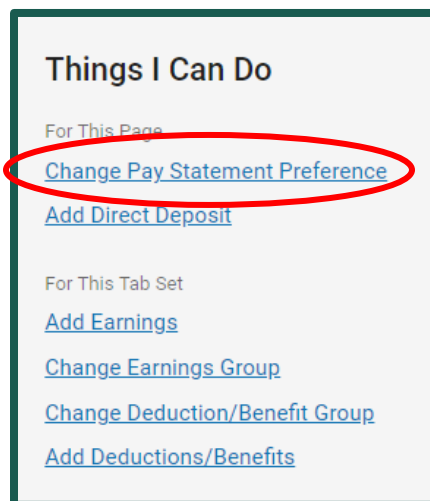 Things I Can Do
For This Page
Change Pay Statement Preference
Add Direct Deposit
For This Tab Set
Add Earnings
Change Earnings Group
Change Deduction/Benefit Group
Add Deductions/Benefits